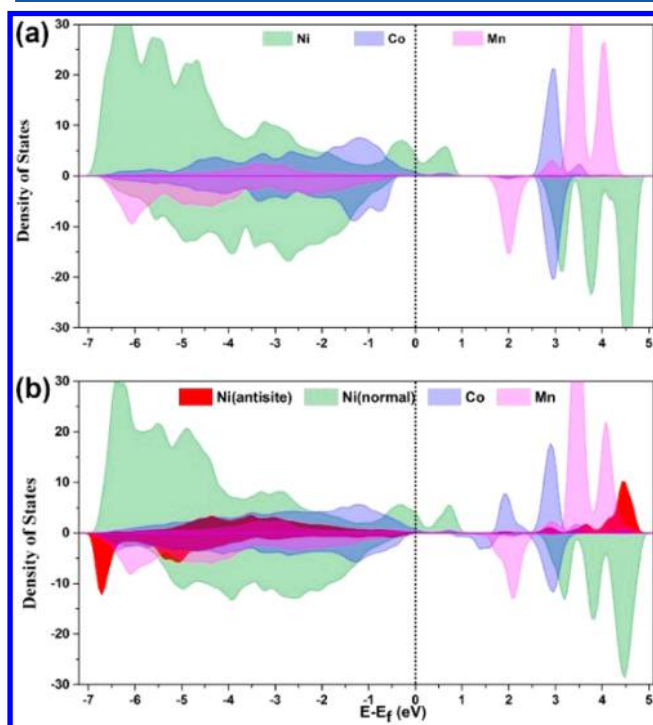 (a)
Ni Co Mn
Density of States
30
20
10
0
-10
-20
-30
-7 -6 -5 -4 -3 -2 -1 0 1 2 3 4 5
(b)
Ni(antisite) Ni(normal) Co Mn
Density of States
30
20
10
0
-10
-20
-30
-7 -6 -5 -4 -3 -2 -1 0 1 2 3 4 5
E-Ef (eV)